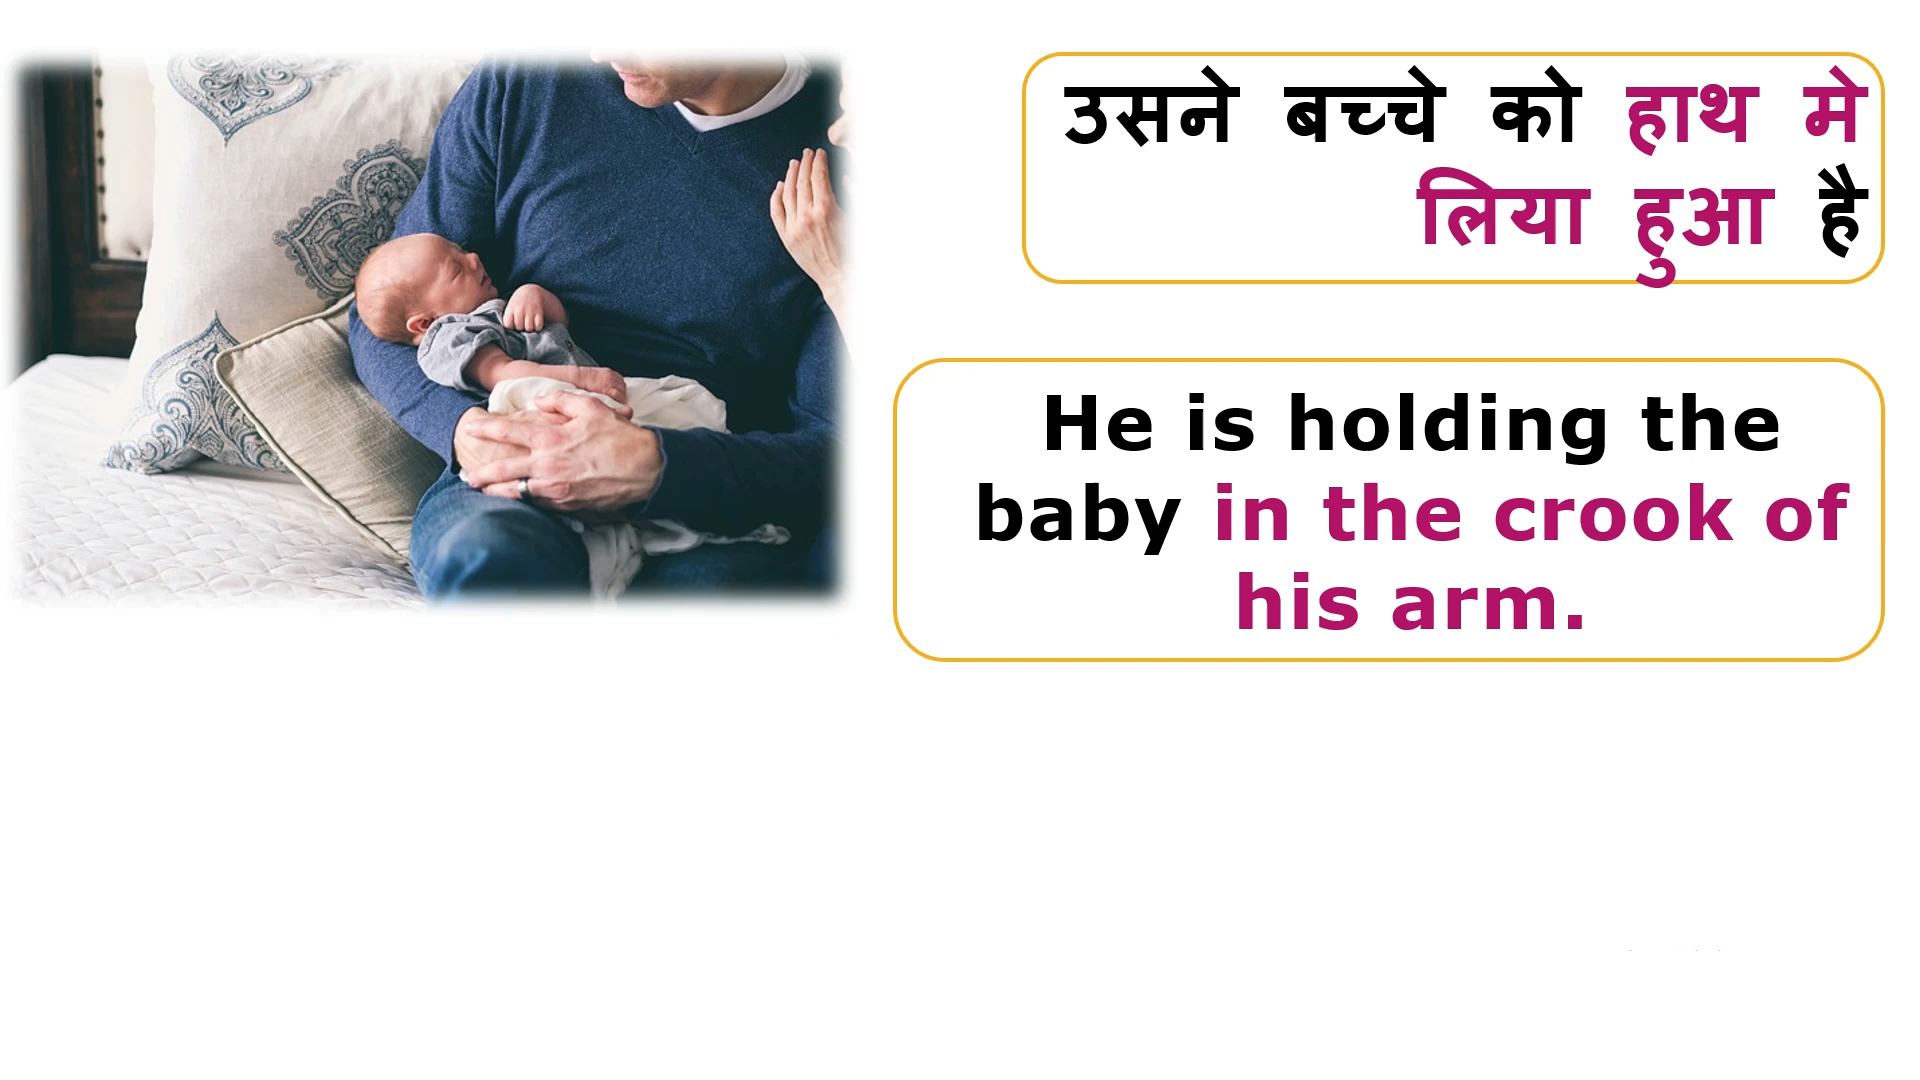 उसने बच्चे को हाथ मे
लिया हुआ है
He is holding the
baby in the crook of
his arm.